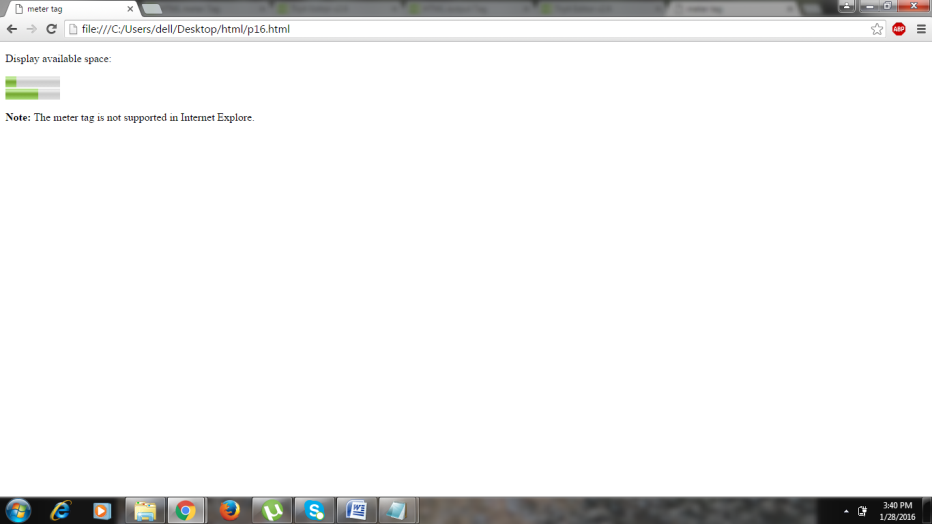 meter tag
file:///C:/Users/dell/Desktop/html/p16.html
ABP
Display available space:
Note: The meter tag is not supported in Internet Explore.
3:40 PM
1/28/2016